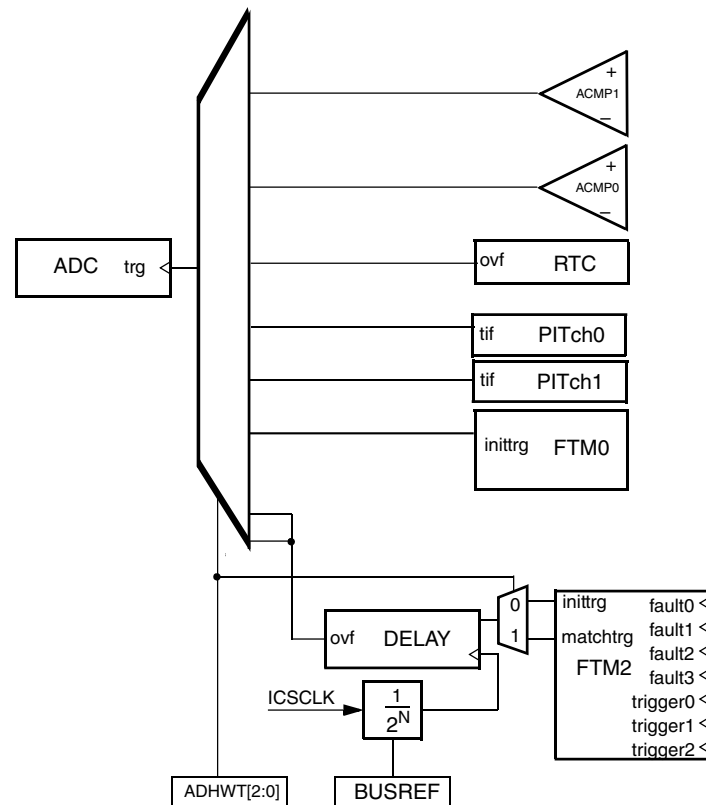 +
ACMP1
−
+
ACMP0
−
ADC trg
ovf RTC
tif PITch0
tif PITch1
inittrg FTM0
0
1
inittrg
matchtrg
FTM2
fault0
fault1
fault2
fault3
trigger0
trigger1
trigger2
ovf DELAY
ICSCLK
1
2N
ADHWT[2:0]
BUSREF